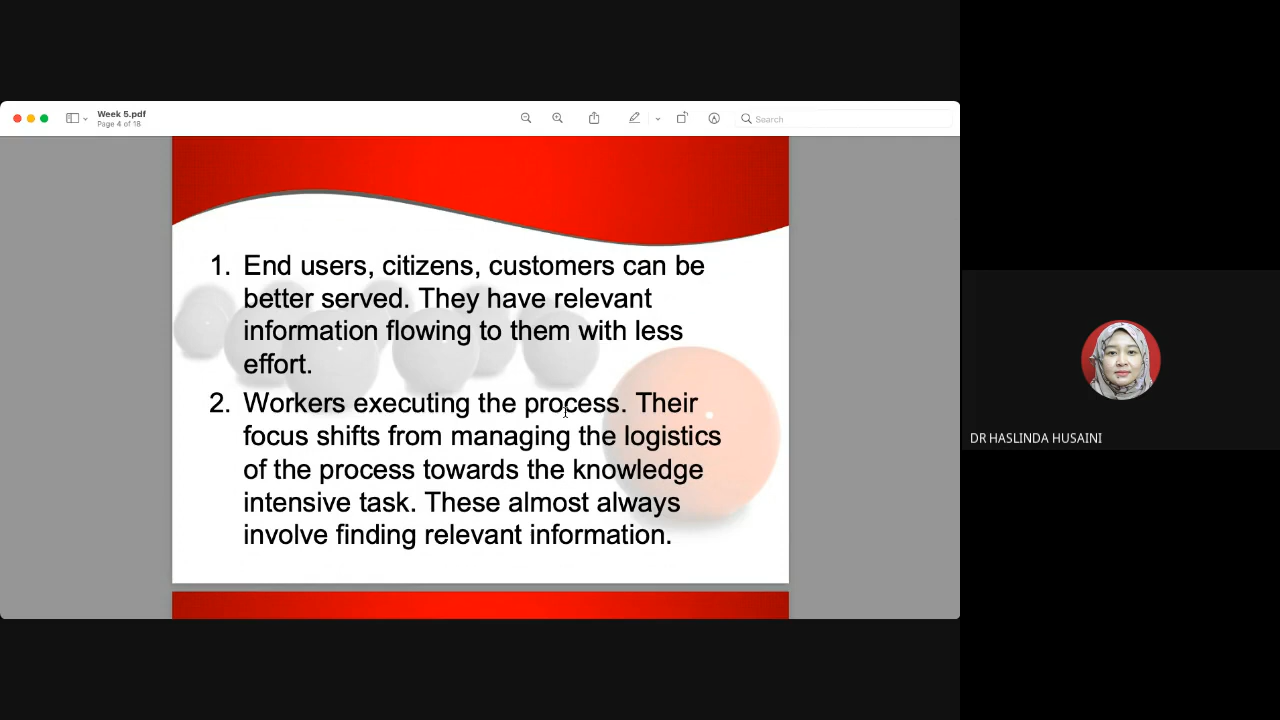 Week 5.pdf
Page 4 of 18
Search
1. End users, citizens, customers can be
better served. They have relevant
information flowing to them with less
effort.
2. Workers executing the process. Their
focus shifts from managing the logistics
of the process towards the knowledge
intensive task. These almost always
involve finding relevant information.
DR HASLINDA HUSAINI